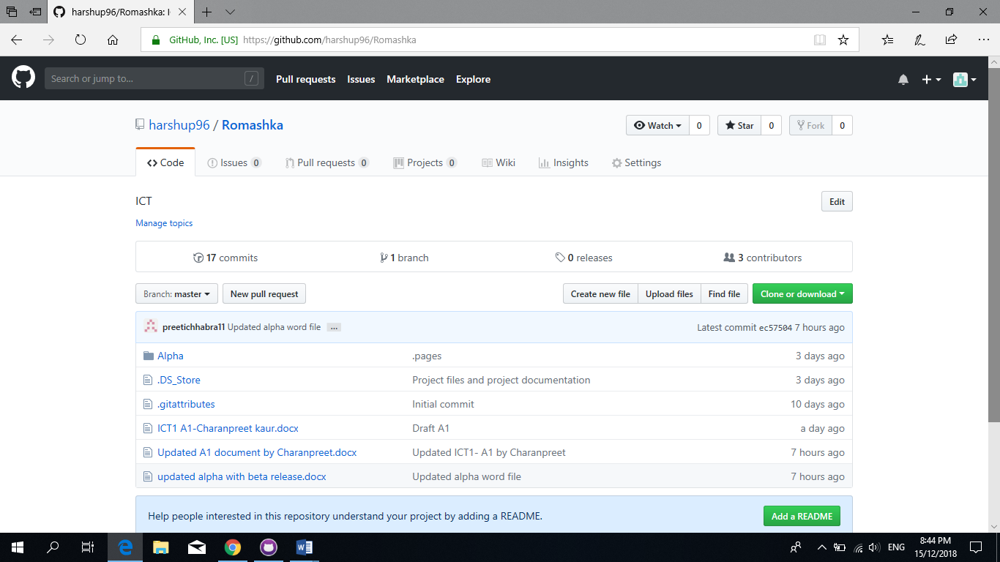 harshup96/Romashka: I
GitHub, Inc. [US] https://github.com/harshup96/Romashka
Search or jump to... /
Pull requests Issues Marketplace Explore
harshup96 / Romashka
Watch 0 Star 0 Fork 0
Code Issues 0 Pull requests 0 Projects 0 Wiki Insights Settings
ICT
Edit
Manage topics
17 commits 1 branch 0 releases 3 contributors
Branch: master New pull request Create new file Upload files Find file Clone or download
preetichhabra11 Updated alpha word file ... Latest commit ec57504 7 hours ago
Alpha .pages 3 days ago
.DS_Store Project files and project documentation 3 days ago
.gitattributes Initial commit 10 days ago
ICT1 A1-Charanpreet kaur.docx Draft A1 a day ago
Updated A1 document by Charanpreet.docx Updated ICT1- A1 by Charanpreet 7 hours ago
updated alpha with beta release.docx Updated alpha word file 7 hours ago
Help people interested in this repository understand your project by adding a README. Add a README
ENG
8:44 PM
15/12/2018